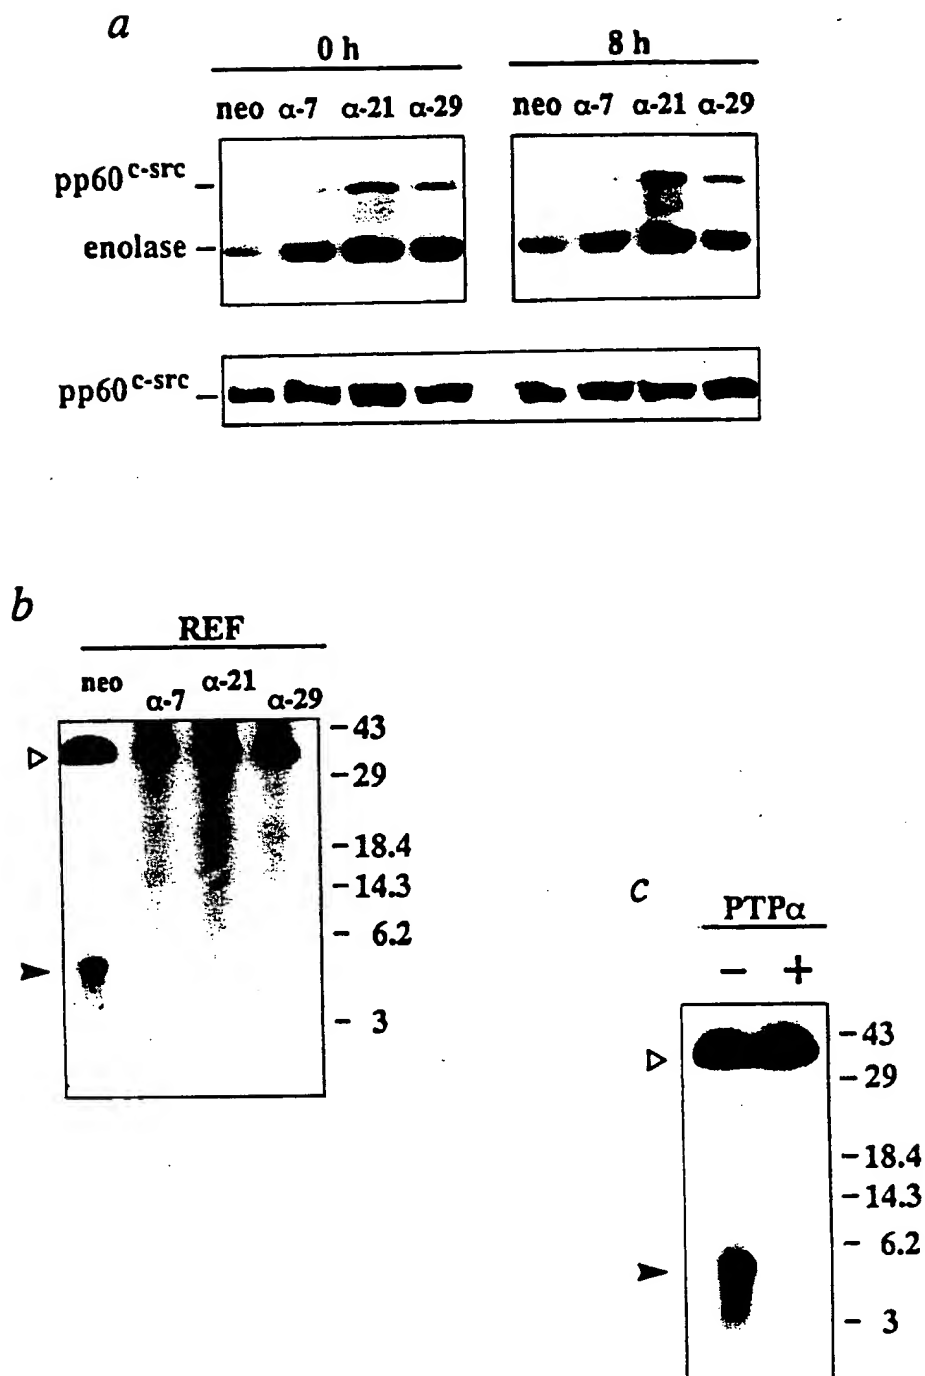 a
0 h 8 h
neo α-7 α-21 α-29 neo α-7 α-21 α-29
pp60c-src –
enolase –
pp60c-src –
b
REF
neo α-7 α-21 α-29
– 43
– 29
– 18.4
– 14.3
– 6.2
– 3
c
PTPα
– +
– 43
– 29
– 18.4
– 14.3
– 6.2
– 3